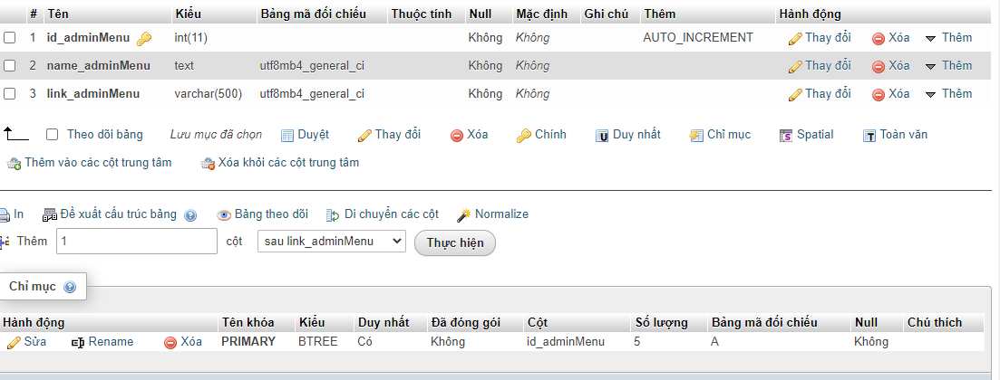 # Tên Kiểu Bảng mã đối chiếu Thuộc tính Null Mặc định Ghi chú Thêm Hành động
1 id_adminMenu int(11) Không Không AUTO_INCREMENT Thay đổi Xóa Thêm
2 name_adminMenu text utf8mb4_general_ci Không Không Thay đổi Xóa Thêm
3 link_adminMenu varchar(500) utf8mb4_general_ci Không Không Thay đổi Xóa Thêm
Theo dõi bảng Lưu mục đã chọn Duyệt Thay đổi Xóa Chính Duy nhất Chỉ mục Spatial Toàn văn
Thêm vào các cột trung tâm Xóa khỏi các cột trung tâm
In Đề xuất cấu trúc bảng Bảng theo dõi Di chuyển các cột Normalize
Thêm 1 cột sau link_adminMenu Thực hiện
Chỉ mục
Hành động Tên khóa Kiểu Duy nhất Đã đóng gói Cột Số lượng Bảng mã đối chiếu Null Chú thích
Sửa Rename Xóa PRIMARY BTREE Có Không id_adminMenu 5 A Không